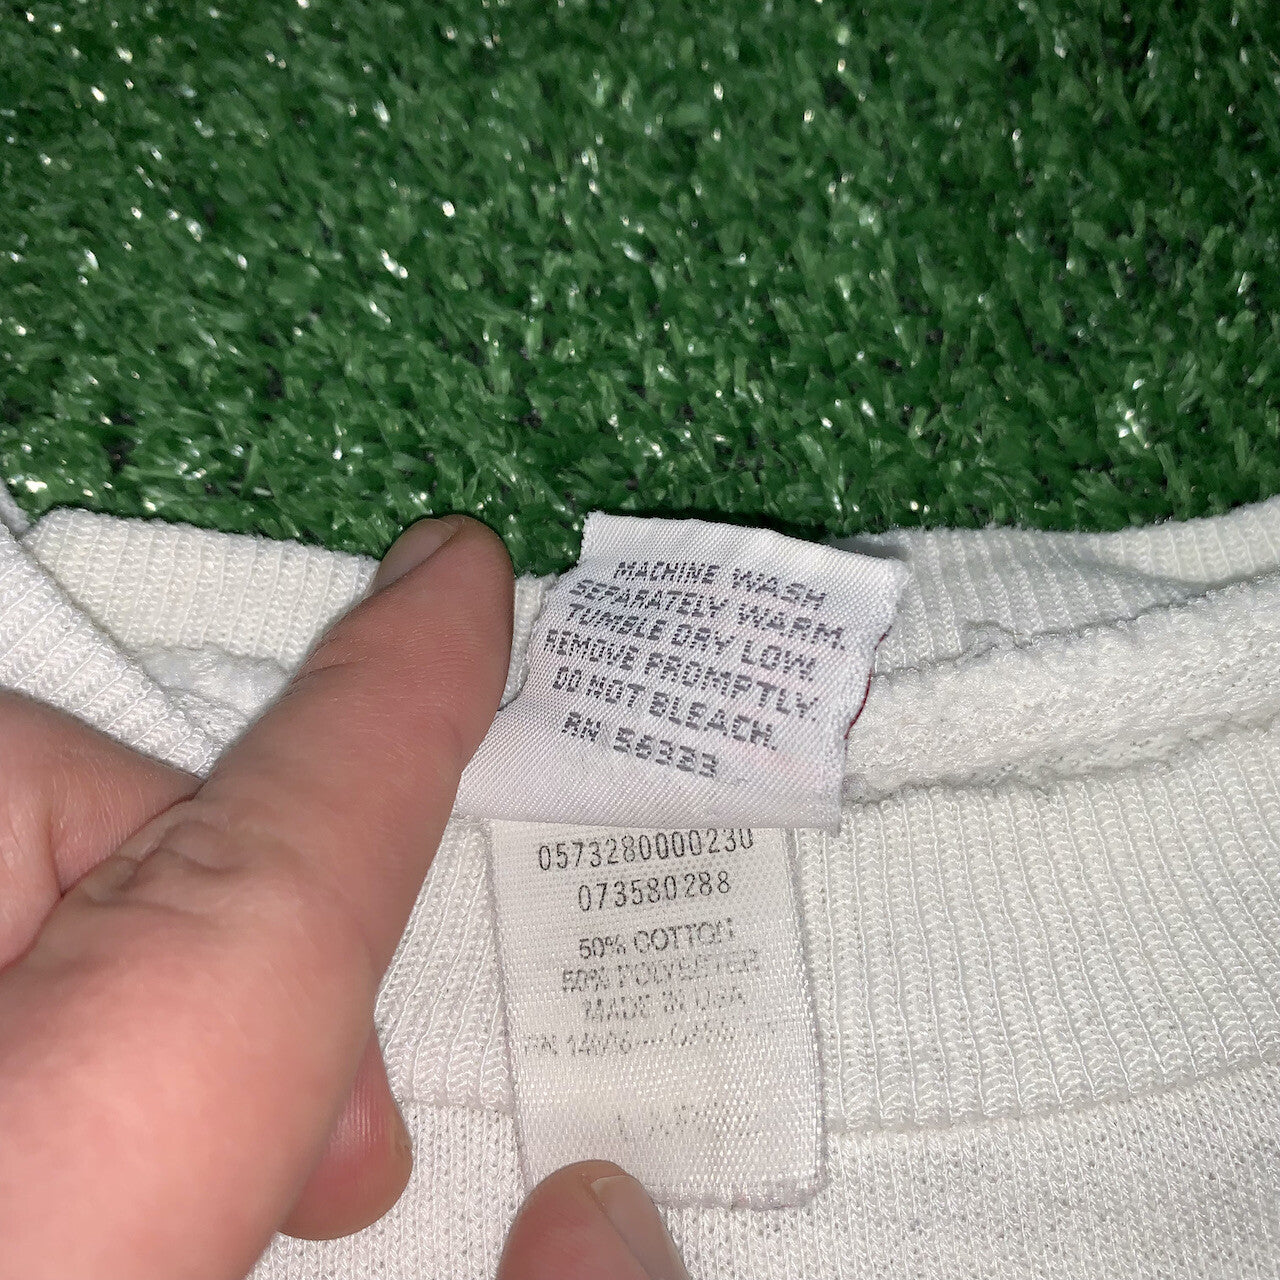 MACHINE WASH
SEPARATELY WARM.
TUMBLE DRY LOW.
REMOVE PROMPTLY.
DO NOT BLEACH.
RN 56323
0573280000230
073580288
50% COTTON
50% POLYESTER
MADE IN USA